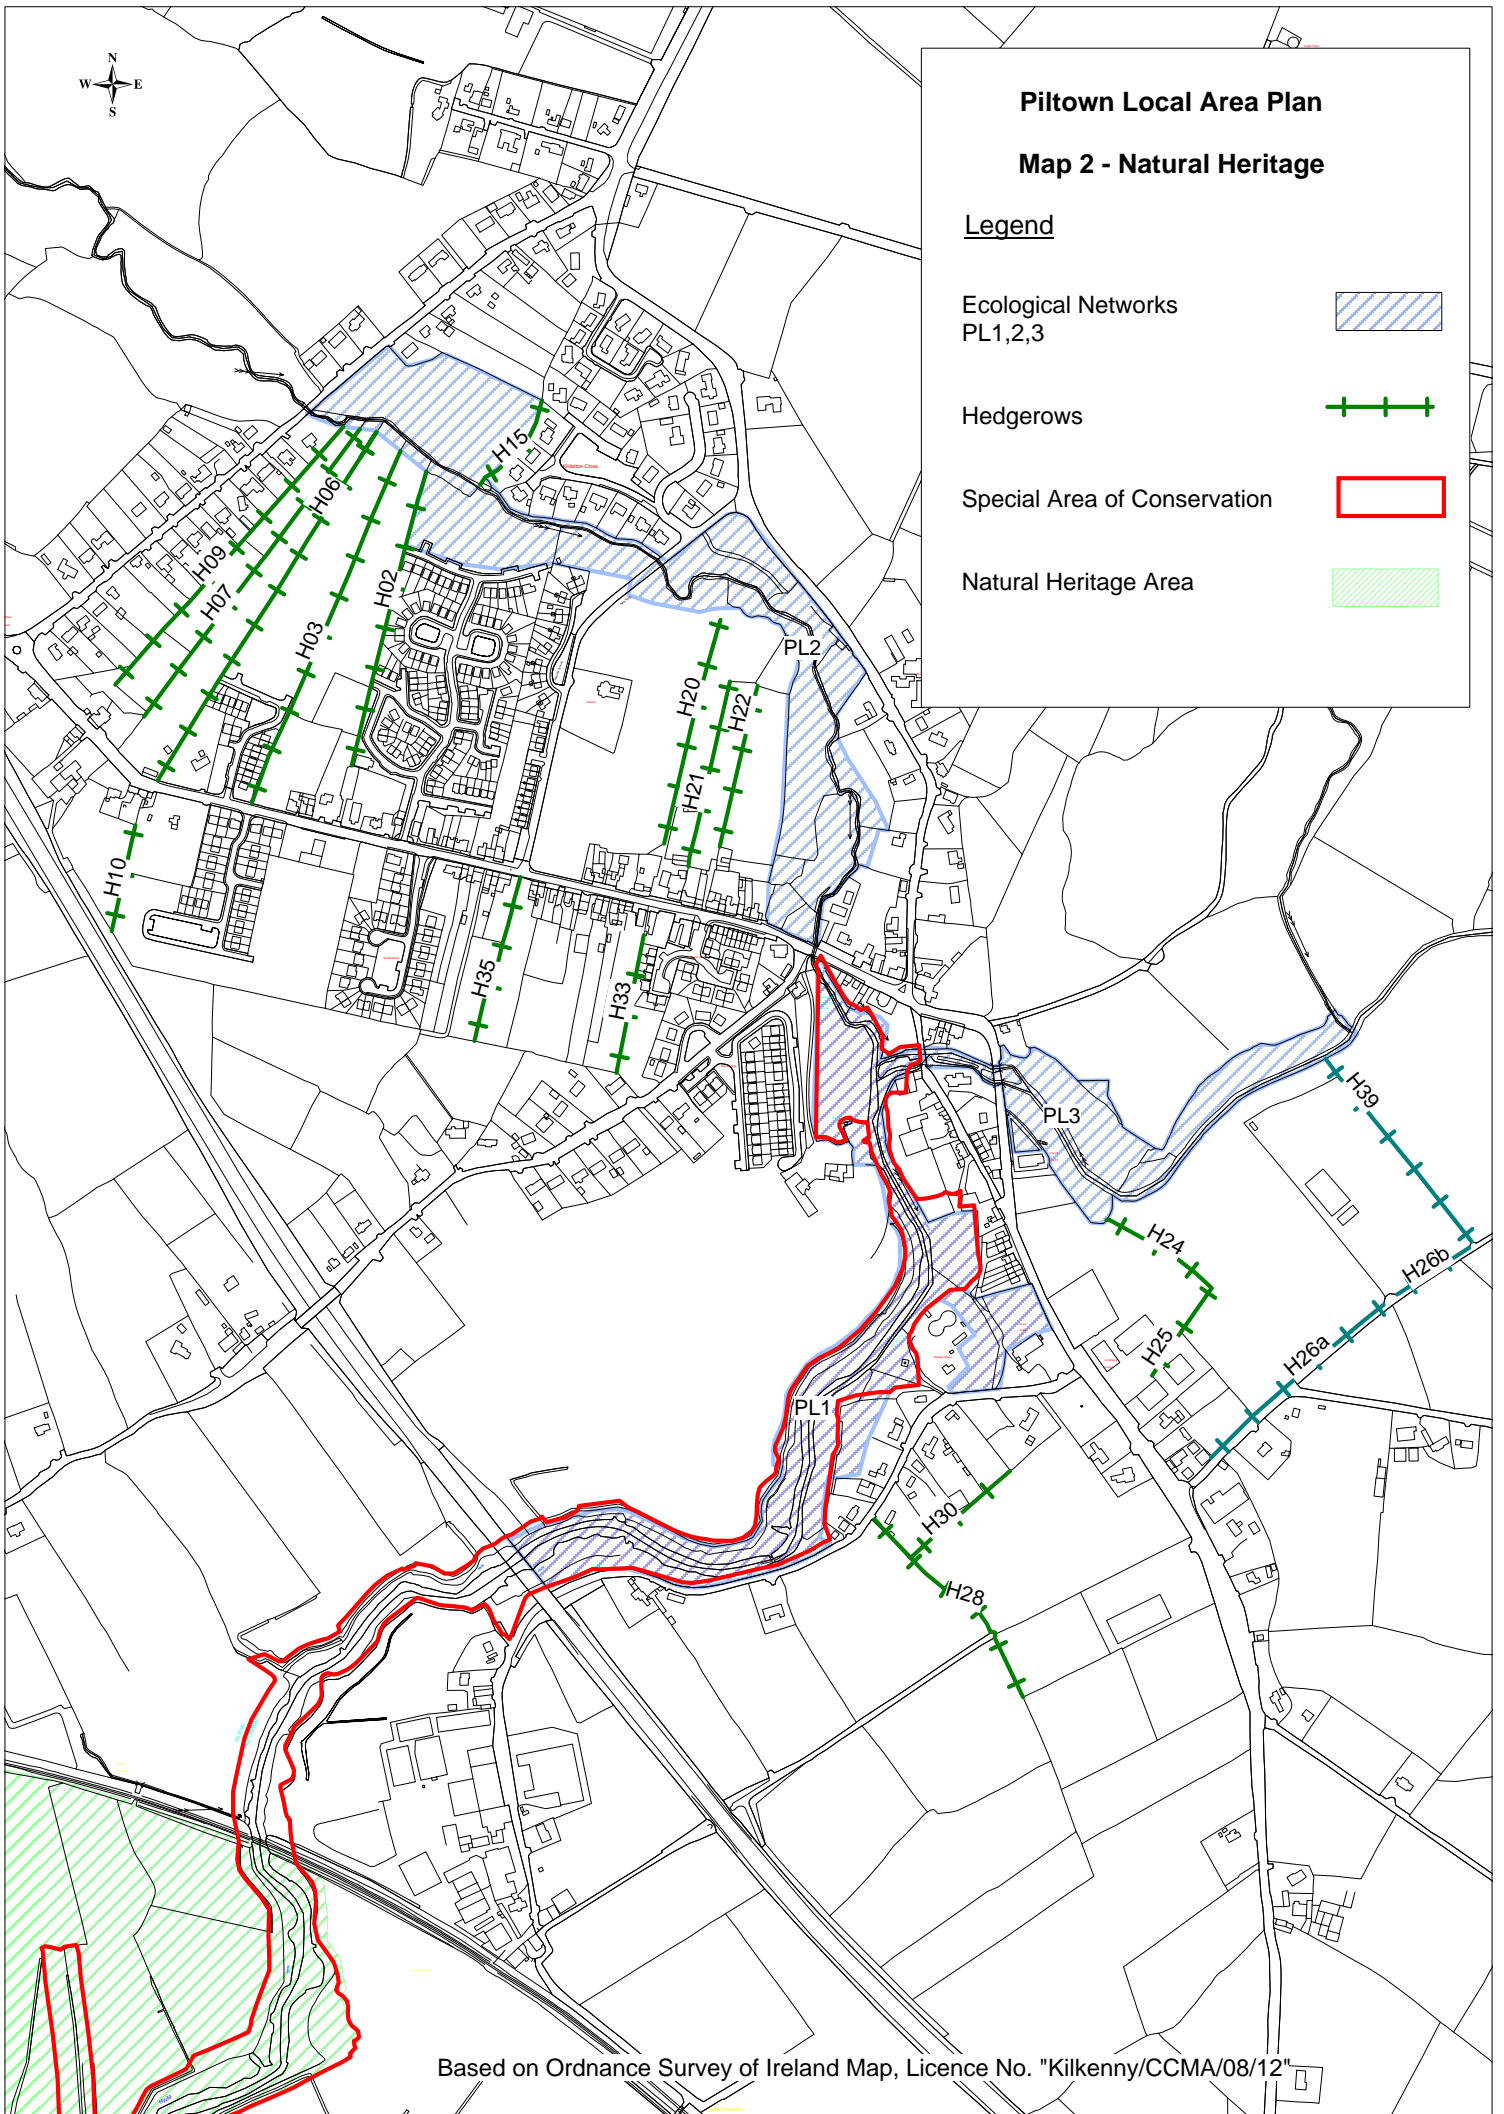 N
W E
S
Piltown Local Area Plan
Map 2 - Natural Heritage
Legend
Ecological Networks
PL1,2,3
Hedgerows
Special Area of Conservation
Natural Heritage Area
H15
Kildalton Close
H06
H09
H07
H02
H03
PL2
H20
H22
H21
H10
H35
H33
H39
PL3
H24
H26b
H25
H26a
PL1
H30
H28
Based on Ordnance Survey of Ireland Map, Licence No. "Kilkenny/CCMA/08/12"